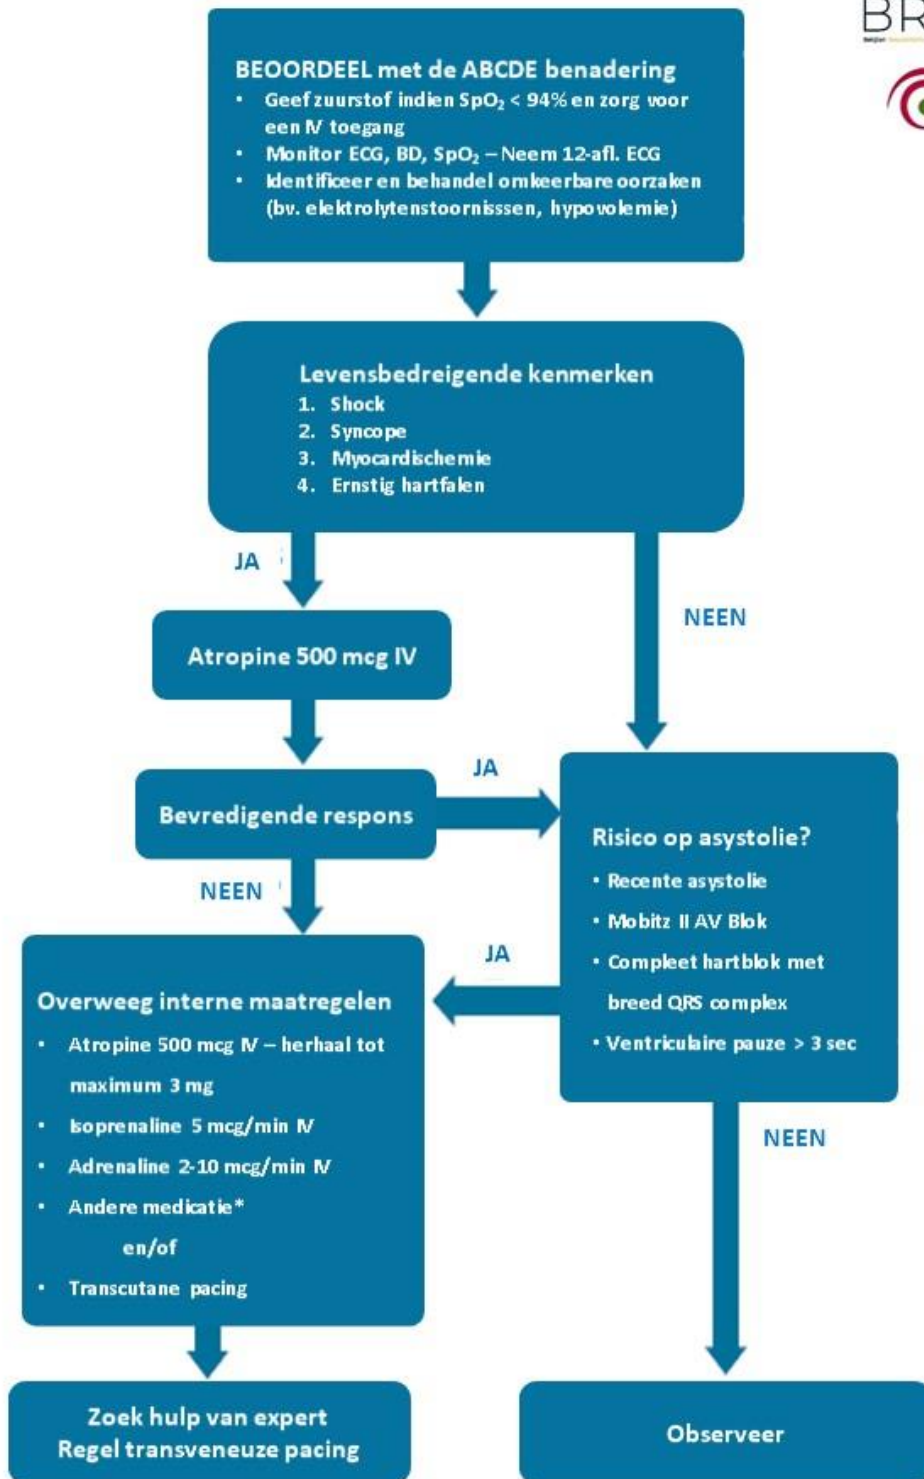 BR
BEOORDEEL met de ABCDE benadering
• Geef zuurstof indien SpO₂ < 94% en zorg voor
een IV toegang
• Monitor ECG, BD, SpO₂ – Neem 12-afl. ECG
• Identificeer en behandel omkeerbare oorzaken
(bv. elektrolytenstoornisssen, hypovolemie)
Levensbedreigende kenmerken
1. Shock
2. Syncope
3. Myocardischemie
4. Ernstig hartfalen
JA
NEEN
Atropine 500 mcg IV
Bevredigende respons
JA
NEEN
Risico op asystolie?
• Recente asystolie
• Mobitz II AV Blok
• Compleet hartblok met
breed QRS complex
• Ventriculaire pauze > 3 sec
JA
NEEN
Overweeg interne maatregelen
• Atropine 500 mcg IV – herhaal tot
maximum 3 mg
• Isoprenaline 5 mcg/min IV
• Adrenaline 2-10 mcg/min IV
• Andere medicatie*
en/of
• Transcutane pacing
Zoek hulp van expert
Regel transveneuze pacing
Observeer